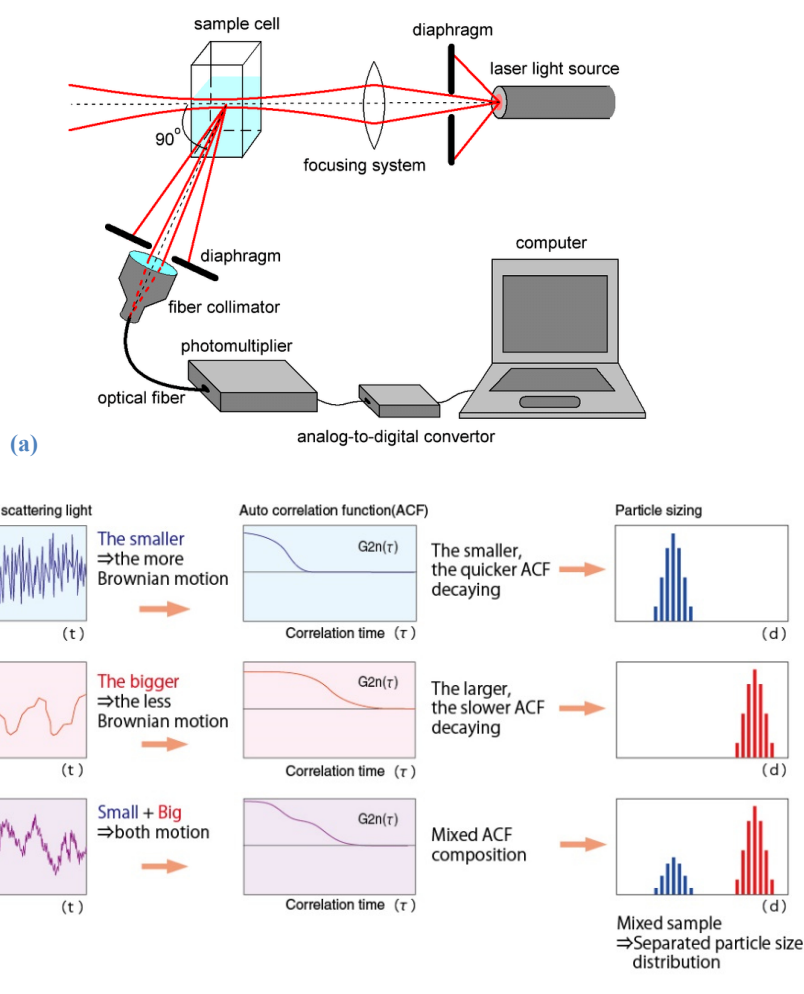 sample cell
diaphragm
laser light source
90°
focusing system
diaphragm
fiber collimator
computer
photomultiplier
optical fiber
analog-to-digital convertor
(a)
scattering light
Auto correlation function(ACF)
Particle sizing
The smaller
⇒the more
Brownian motion
G2n(τ)
The smaller,
the quicker ACF
decaying
(t)
Correlation time (τ)
(d)
The bigger
⇒the less
Brownian motion
G2n(τ)
The larger,
the slower ACF
decaying
(t)
Correlation time (τ)
(d)
Small + Big
⇒both motion
G2n(τ)
Mixed ACF
composition
(t)
Correlation time (τ)
(d)
Mixed sample
⇒Separated particle size
distribution